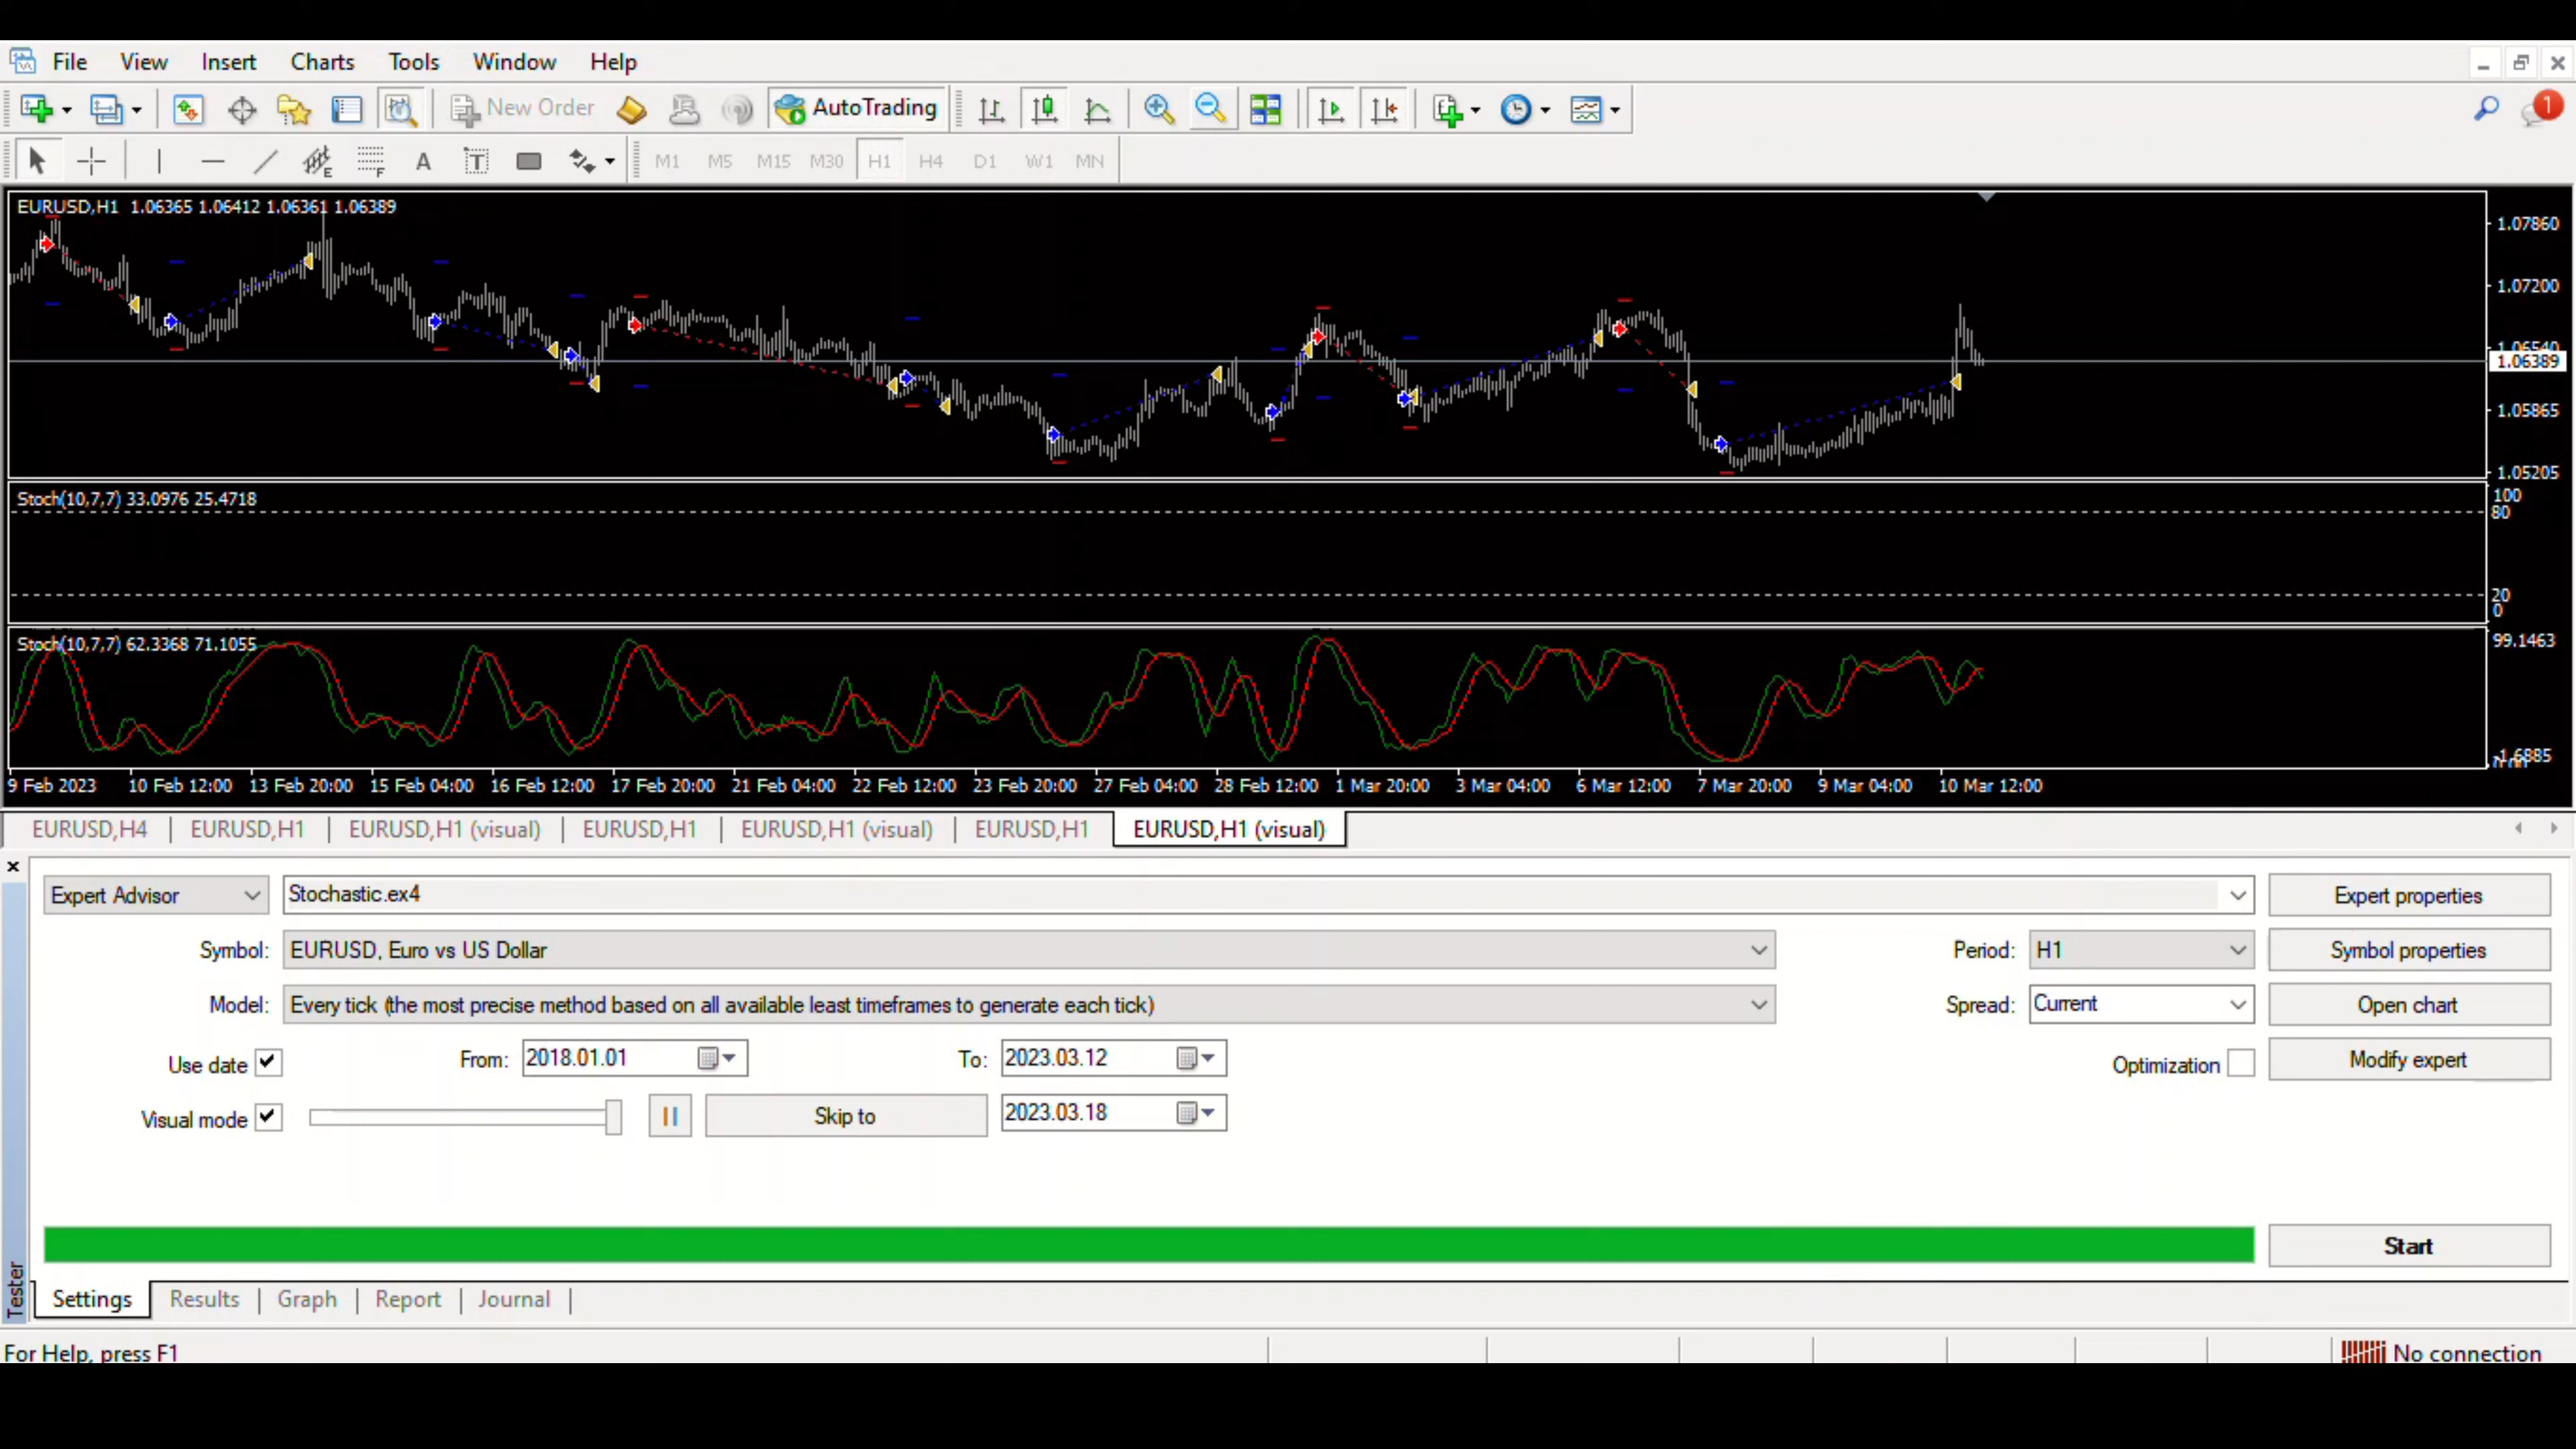 File View Insert Charts Tools Window Help
New Order AutoTrading 1
E F A T M1 M5 M15 M30 H1 H4 D1 W1 MN
EURUSD,H1 1.06365 1.06412 1.06361 1.06389
1.07860
1.07200
1.06540
1.06389
1.05865
1.05205
Stoch(10,7,7) 33.0976 25.4718
100
80
20
0
Stoch(10,7,7) 62.3368 71.1055
99.1463
-1.6885
9 Feb 2023 10 Feb 12:00 13 Feb 20:00 15 Feb 04:00 16 Feb 12:00 17 Feb 20:00 21 Feb 04:00 22 Feb 12:00 23 Feb 20:00 27 Feb 04:00 28 Feb 12:00 1 Mar 20:00 3 Mar 04:00 6 Mar 12:00 7 Mar 20:00 9 Mar 04:00 10 Mar 12:00
EURUSD,H4 EURUSD,H1 EURUSD,H1 (visual) EURUSD,H1 EURUSD,H1 (visual) EURUSD,H1 EURUSD,H1 (visual)
Expert Advisor Stochastic.ex4 Expert properties
Symbol: EURUSD, Euro vs US Dollar Period: H1 Symbol properties
Model: Every tick (the most precise method based on all available least timeframes to generate each tick) Spread: Current Open chart
Use date From: 2018.01.01 To: 2023.03.12 Optimization Modify expert
Visual mode Skip to 2023.03.18
Start
Tester
Settings Results Graph Report Journal
For Help, press F1 No connection